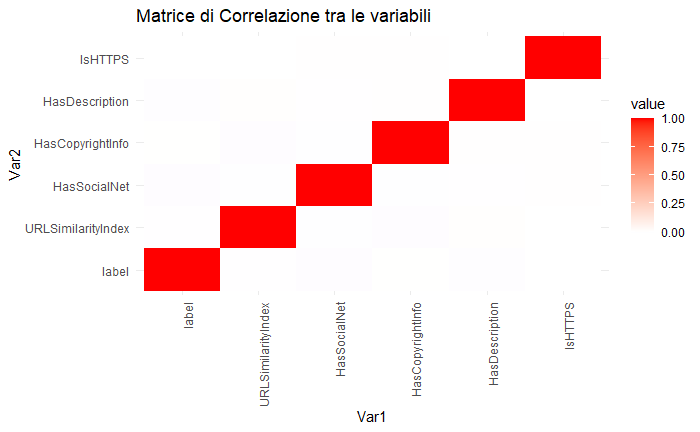 Matrice di Correlazione tra le variabili
Var2
IsHTTPS
HasDescription
HasCopyrightInfo
HasSocialNet
URLSimilarityIndex
label
label
URLSimilarityIndex
HasSocialNet
HasCopyrightInfo
HasDescription
IsHTTPS
Var1
value
1.00
0.75
0.50
0.25
0.00